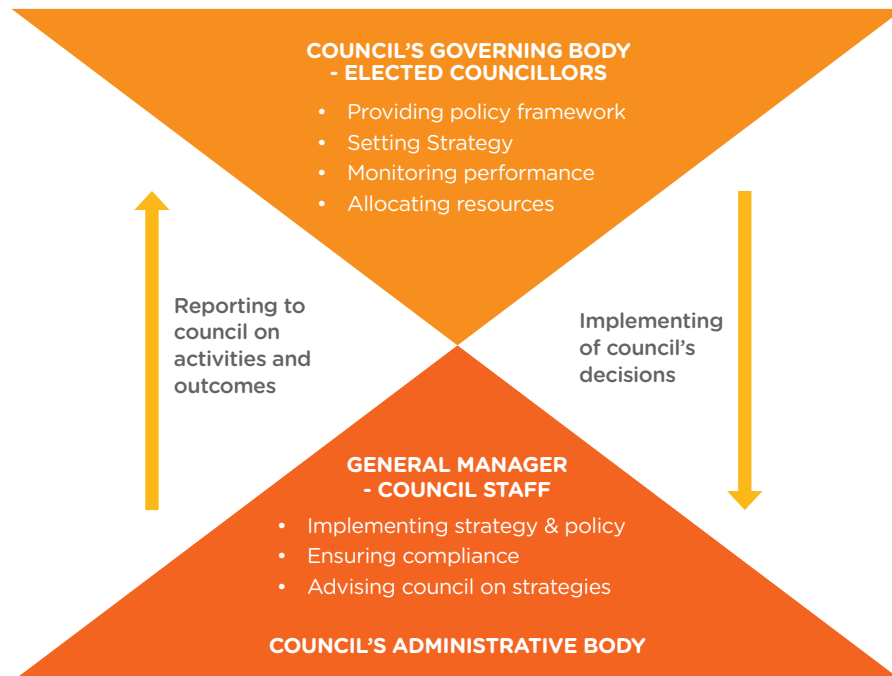 COUNCIL’S GOVERNING BODY
- ELECTED COUNCILLORS
• Providing policy framework
• Setting Strategy
• Monitoring performance
• Allocating resources
Reporting to
council on
activities and
outcomes
Implementing
of council’s
decisions
GENERAL MANAGER
- COUNCIL STAFF
• Implementing strategy & policy
• Ensuring compliance
• Advising council on strategies
COUNCIL’S ADMINISTRATIVE BODY